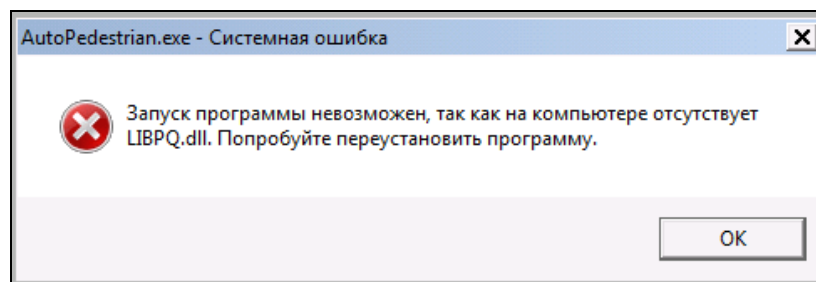 AutoPedestrian.exe - Системная ошибка
Запуск программы невозможен, так как на компьютере отсутствует
LIBPQ.dll. Попробуйте переустановить программу.
OK